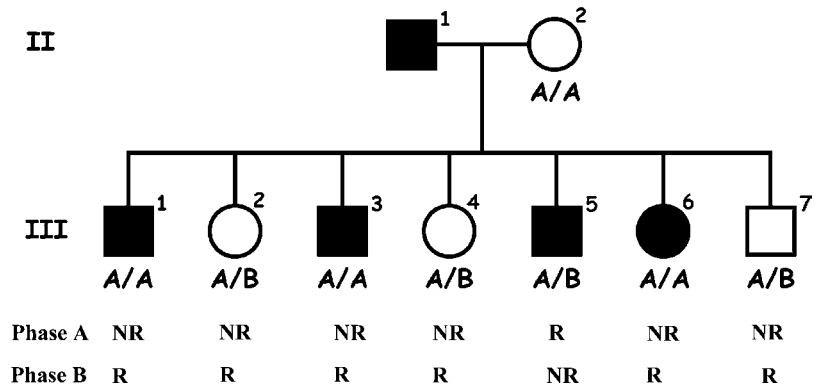 II 1 2
A/A
III 1 2 3 4 5 6 7
A/A A/B A/A A/B A/B A/A A/B
Phase A NR NR NR NR R NR NR
Phase B R R R R NR R R